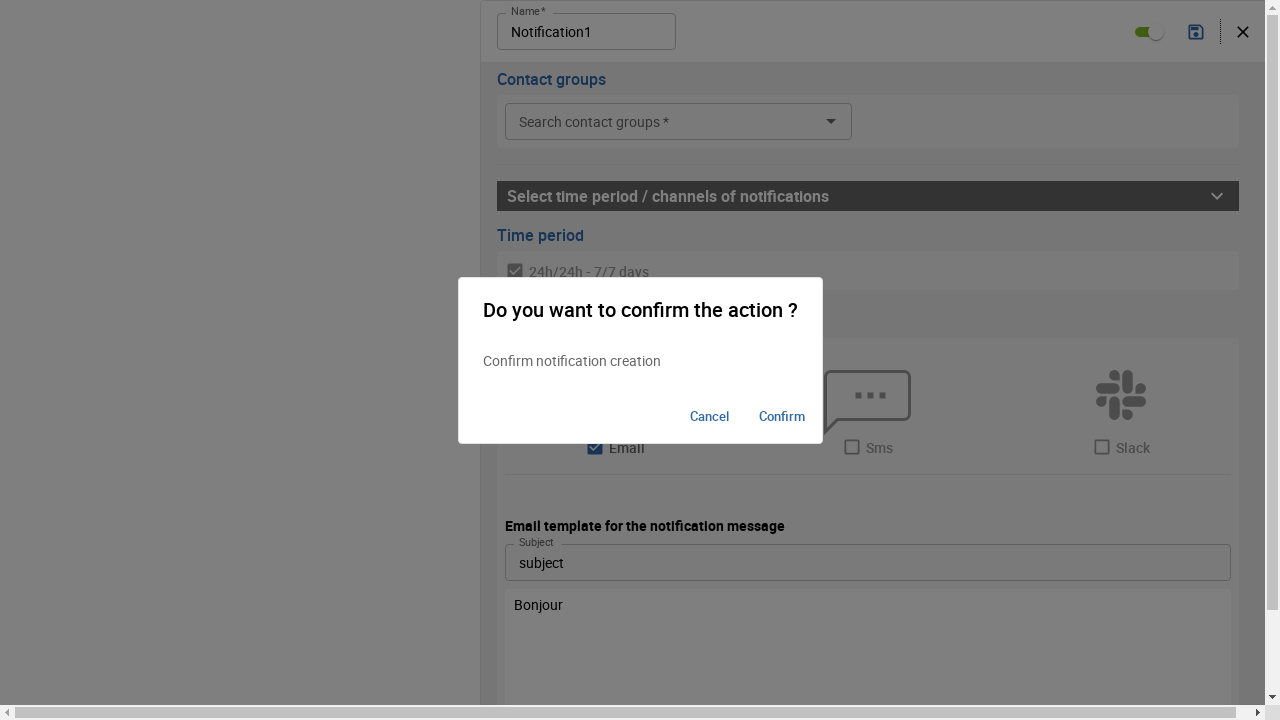 Name *
Notification1
Contact groups
Search contact groups *
Select time period / channels of notifications
Time period
24h/24h - 7/7 days
Do you want to confirm the action ?
Confirm notification creation
Cancel
Confirm
Email
Sms
Slack
Email template for the notification message
Subject
subject
Bonjour